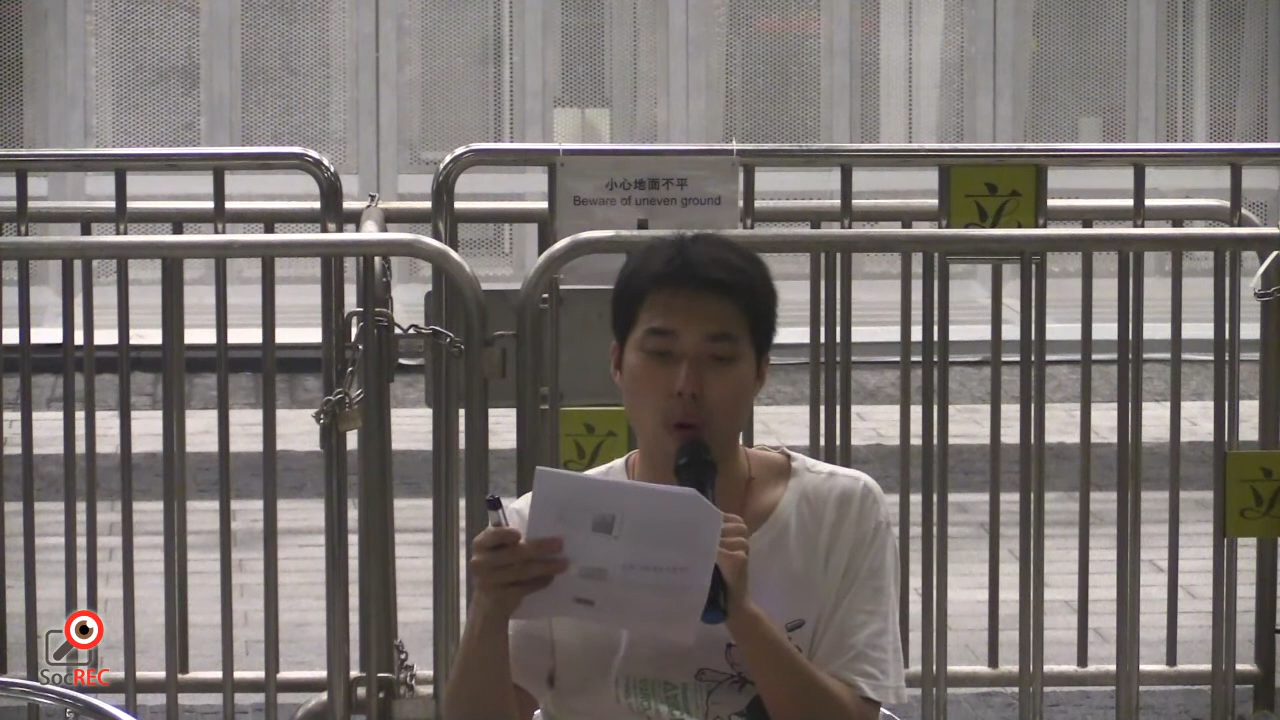 小心地面不平
Beware of uneven ground
立
立
立
SocREC